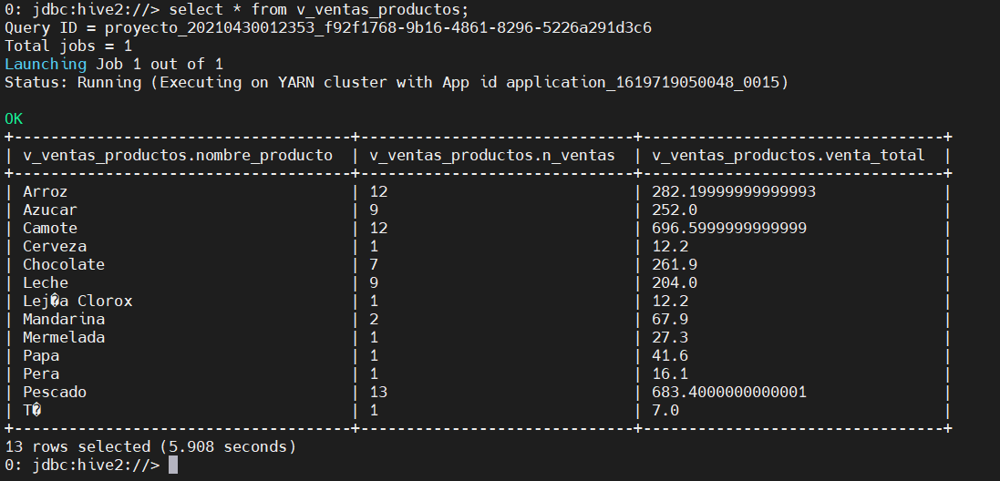 0: jdbc:hive2://> select * from v_ventas_productos;
Query ID = proyecto_20210430012353_f92f1768-9b16-4861-8296-5226a291d3c6
Total jobs = 1
Launching Job 1 out of 1
Status: Running (Executing on YARN cluster with App id application_1619719050048_0015)
OK
+-------------------------------------+------------------------------+---------------------------------+
| v_ventas_productos.nombre_producto  | v_ventas_productos.n_ventas  | v_ventas_productos.venta_total  |
+-------------------------------------+------------------------------+---------------------------------+
| Arroz                               | 12                           | 282.19999999999993              |
| Azucar                              | 9                            | 252.0                           |
| Camote                              | 12                           | 696.5999999999999               |
| Cerveza                             | 1                            | 12.2                            |
| Chocolate                           | 7                            | 261.9                           |
| Leche                               | 9                            | 204.0                           |
| Lej�a Clorox                        | 1                            | 12.2                            |
| Mandarina                           | 2                            | 67.9                            |
| Mermelada                           | 1                            | 27.3                            |
| Papa                                | 1                            | 41.6                            |
| Pera                                | 1                            | 16.1                            |
| Pescado                             | 13                           | 683.4000000000001               |
| T�                                  | 1                            | 7.0                             |
+-------------------------------------+------------------------------+---------------------------------+
13 rows selected (5.908 seconds)
0: jdbc:hive2://>